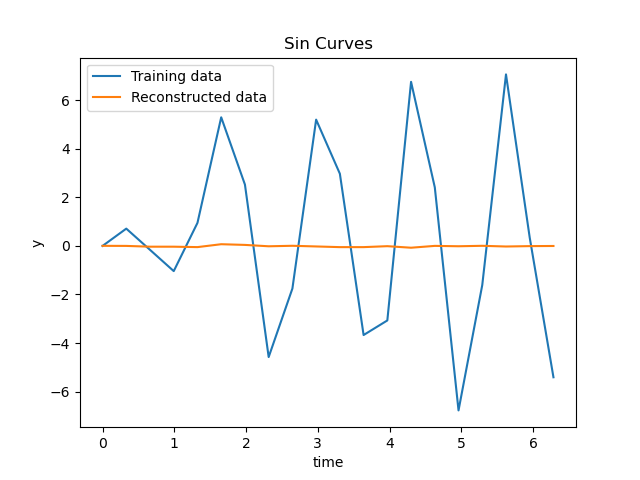 Sin Curves
Training data
Reconstructed data
6
4
2
0
−2
−4
−6
y
0 1 2 3 4 5 6
time